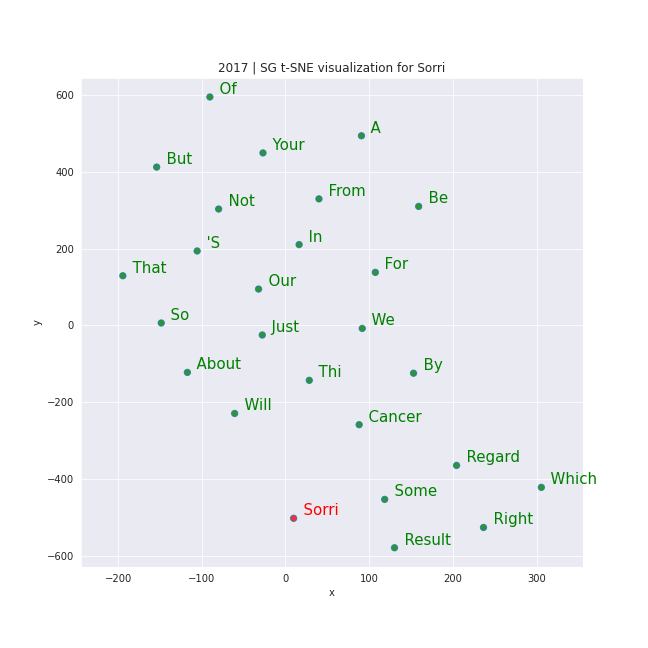 2017 | SG t-SNE visualization for Sorri
600
Of
A
Your
But
400
From
Be
Not
In
'S
200
For
That
Our
So
We
Just
0
y
About
By
Thi
Will
Cancer
−200
Regard
Which
−400
Some
Sorri
Right
Result
−600
−200 −100 0 100 200 300
x